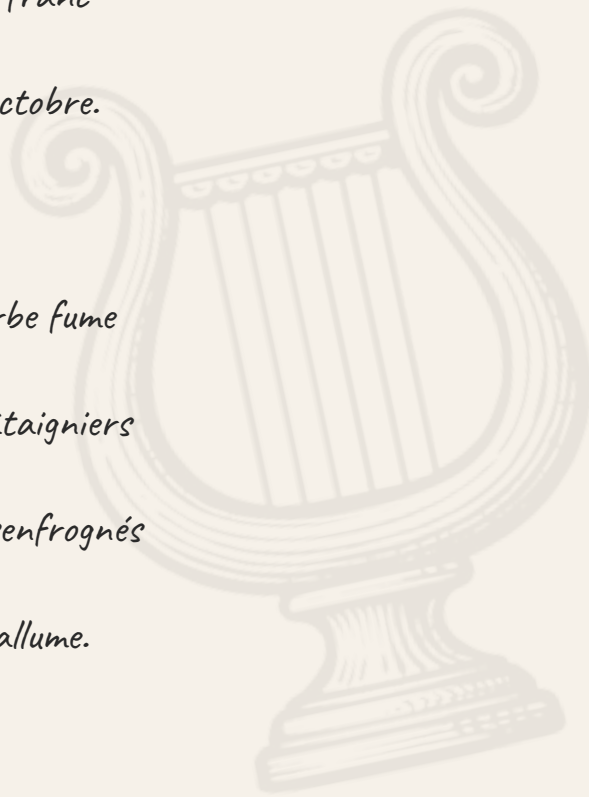 franc
ctobre.
rbe fume
taigniers
renfrognés
allume.